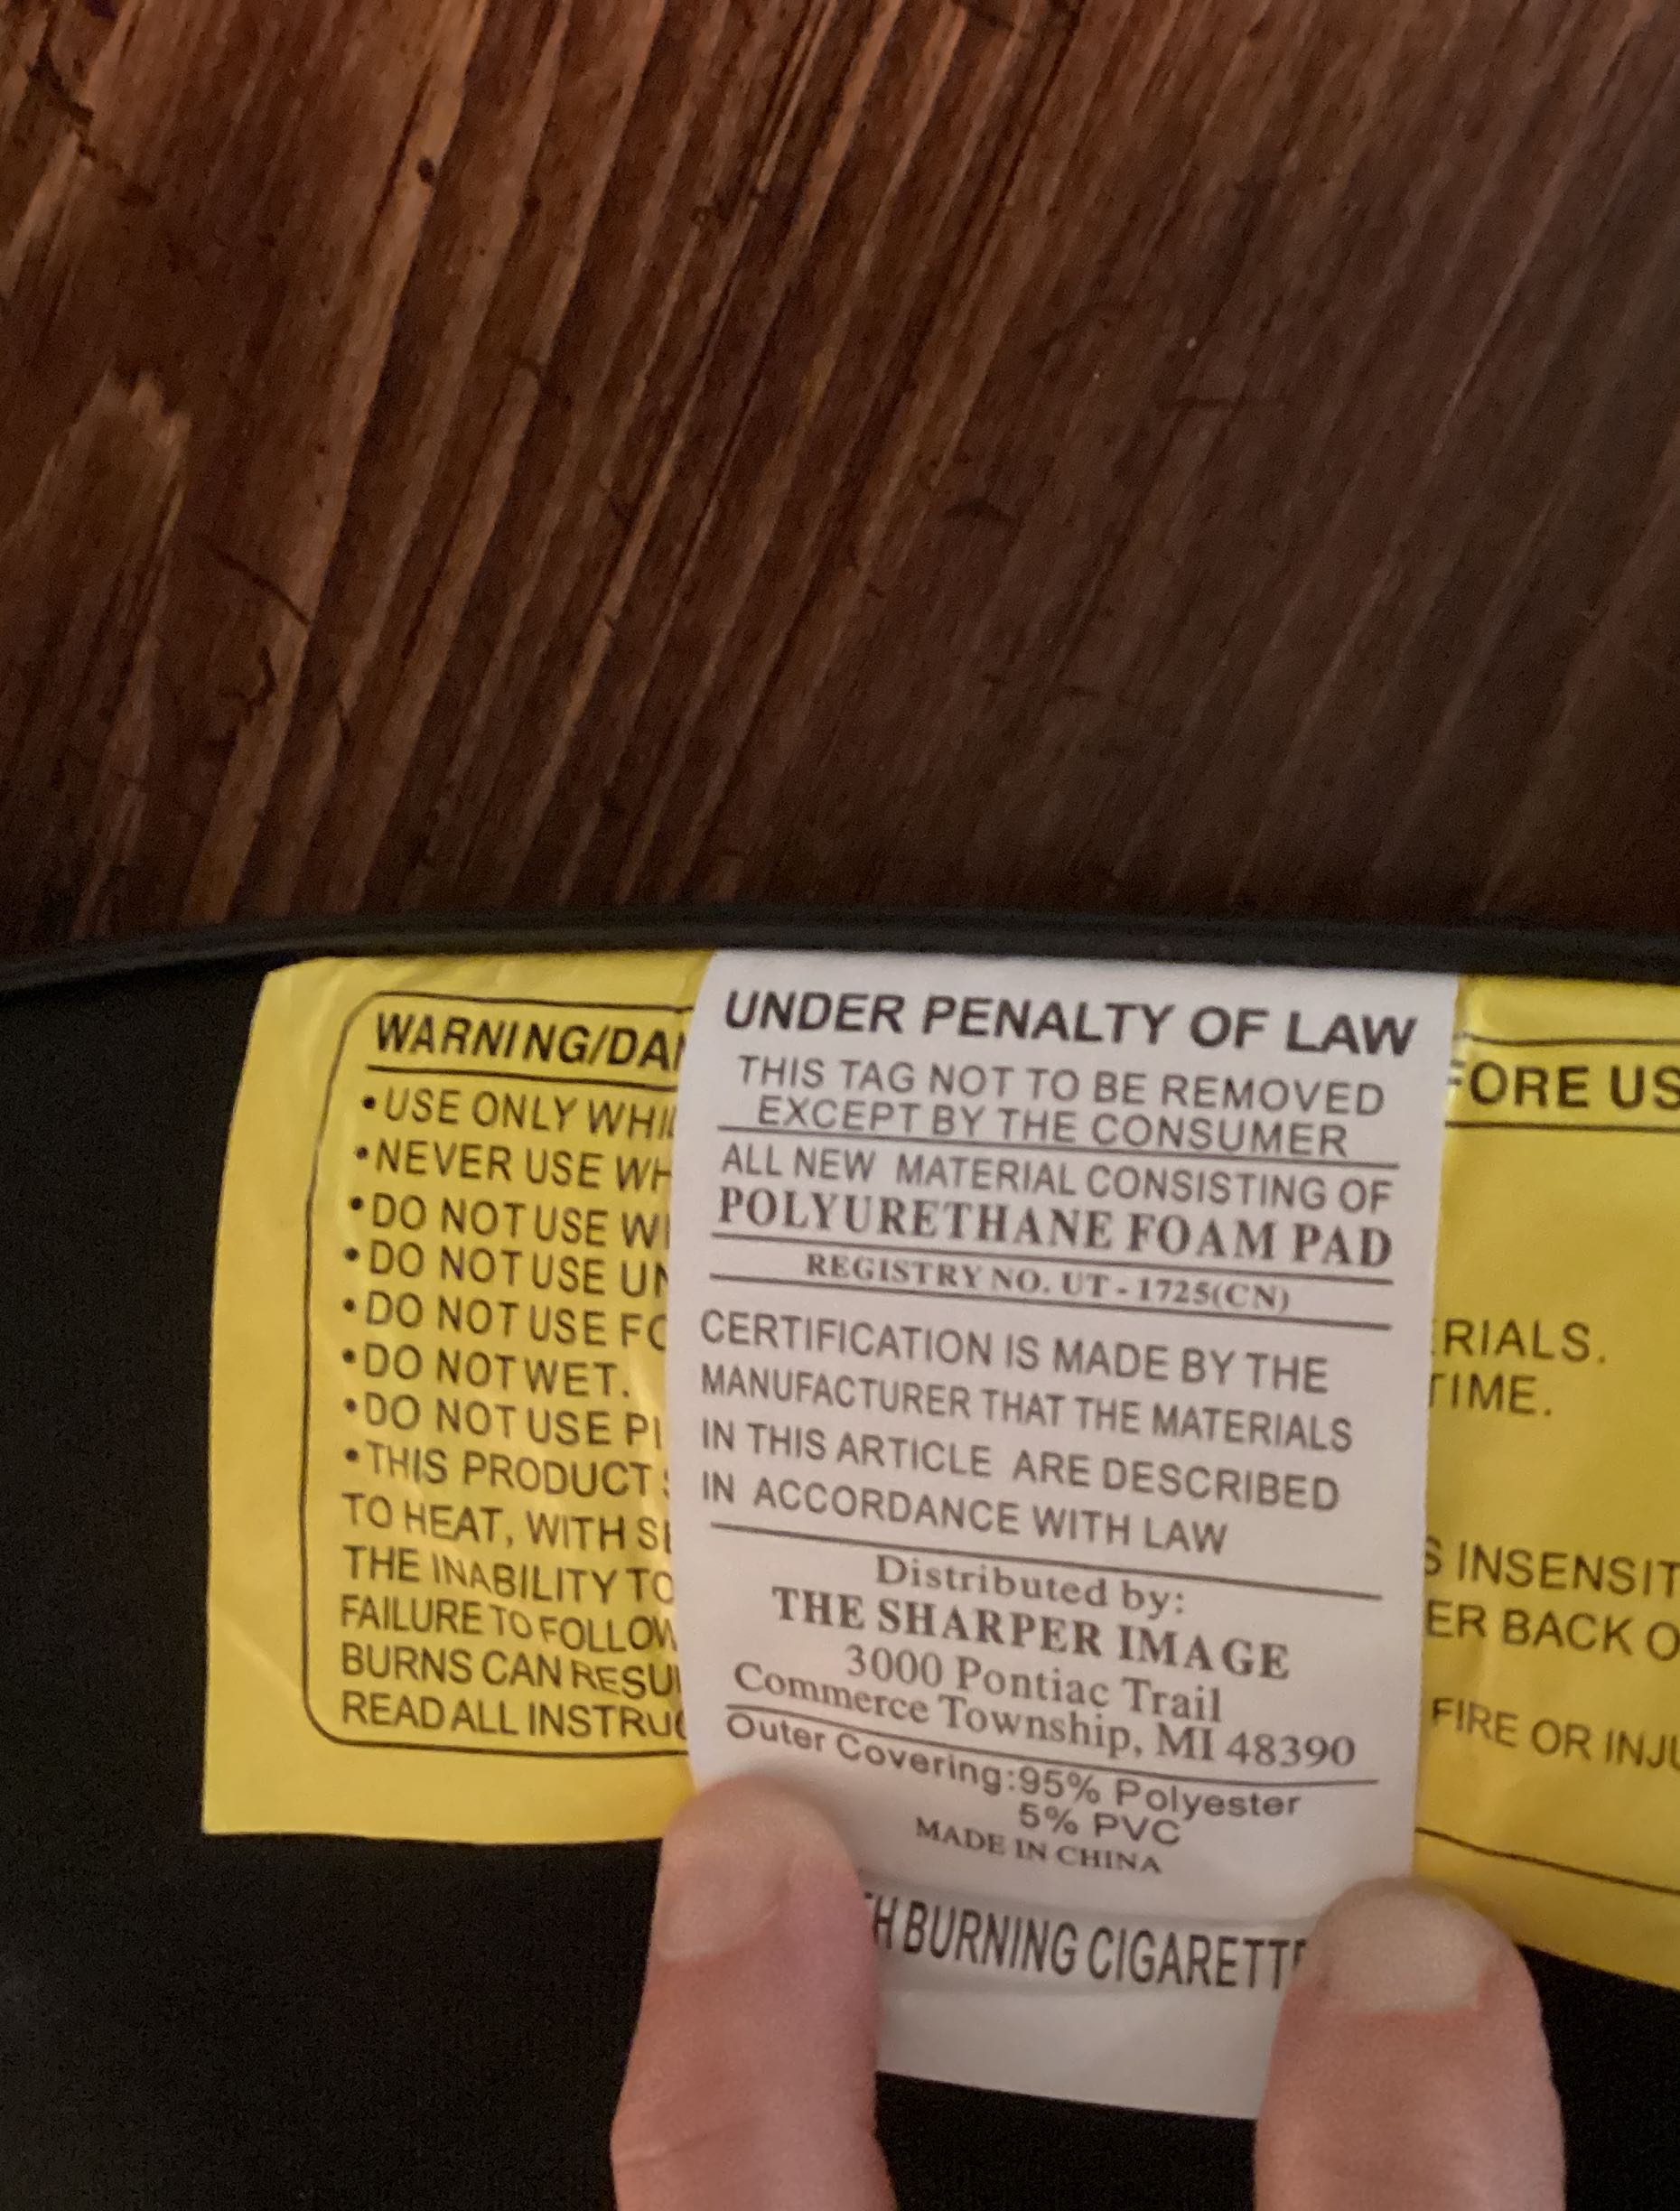 WARNING/DA
•USE ONLY WHI
•NEVER USE WH
•DO NOT USE WI
•DO NOT USE UN
•DO NOT USE FO
•DO NOT WET.
•DO NOT USE PI
•THIS PRODUCT
TO HEAT, WITH S
THE INABILITY TO
FAILURE TO FOLLOW
BURNS CAN RESU
READ ALL INSTRUC
UNDER PENALTY OF LAW
THIS TAG NOT TO BE REMOVED
EXCEPT BY THE CONSUMER
ALL NEW MATERIAL CONSISTING OF
POLYURETHANE FOAM PAD
REGISTRY NO. UT - 1725(CN)
CERTIFICATION IS MADE BY THE
MANUFACTURER THAT THE MATERIALS
IN THIS ARTICLE ARE DESCRIBED
IN ACCORDANCE WITH LAW
Distributed by:
THE SHARPER IMAGE
3000 Pontiac Trail
Commerce Township, MI 48390
Outer Covering:95% Polyester
5% PVC
MADE IN CHINA
H BURNING CIGARETT
FORE US
RIALS.
TIME.
S INSENSIT
ER BACK O
FIRE OR INJU